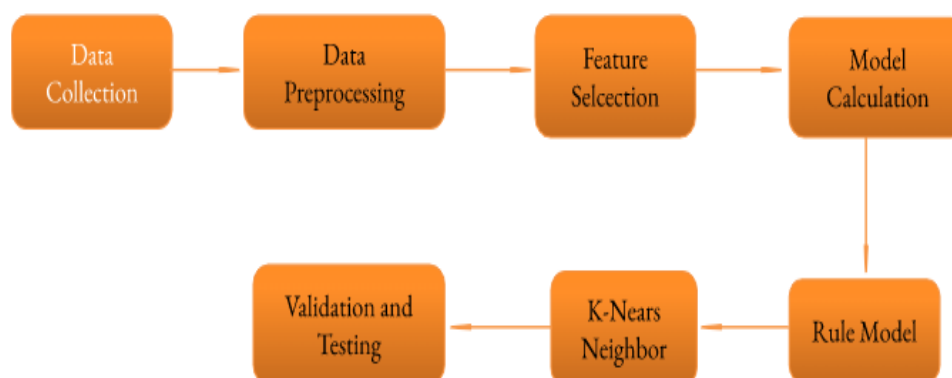 Data
Collection
Data
Preprocessing
Feature
Selcection
Model
Calculation
Rule Model
K-Nears
Neighbor
Validation and
Testing